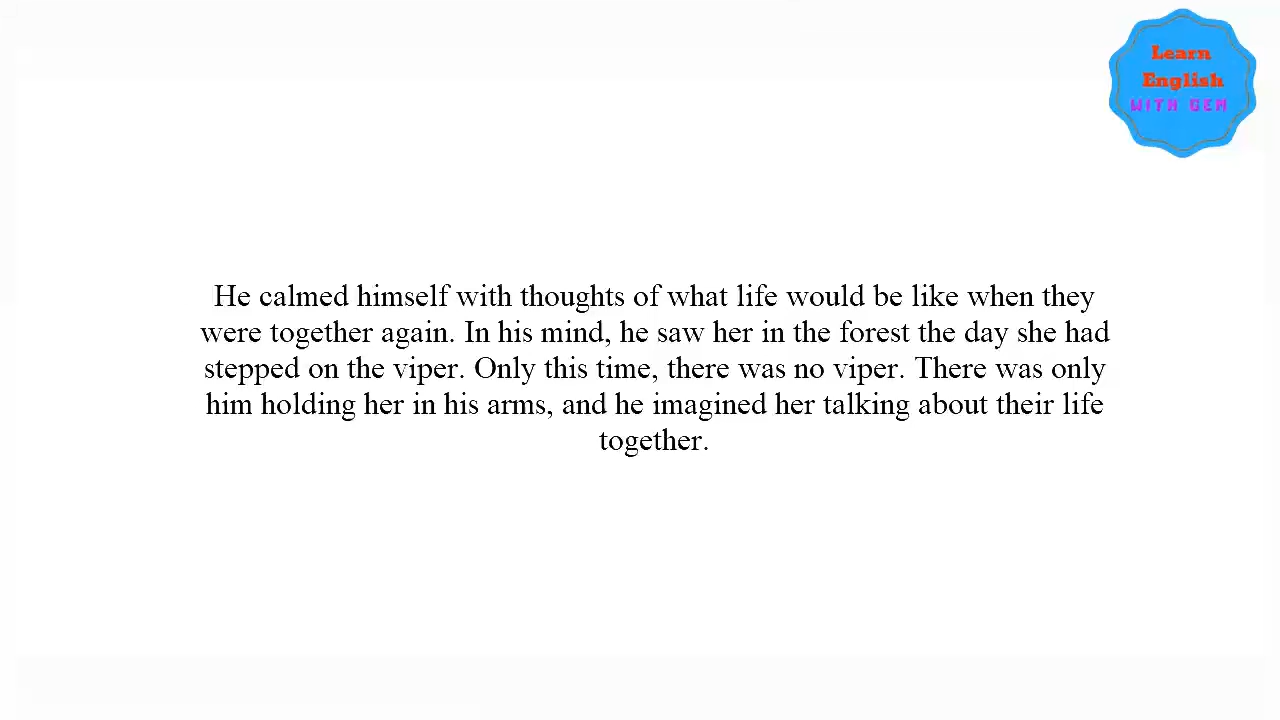 Learn
English
WITH GEM
He calmed himself with thoughts of what life would be like when they
were together again. In his mind, he saw her in the forest the day she had
stepped on the viper. Only this time, there was no viper. There was only
him holding her in his arms, and he imagined her talking about their life
together.